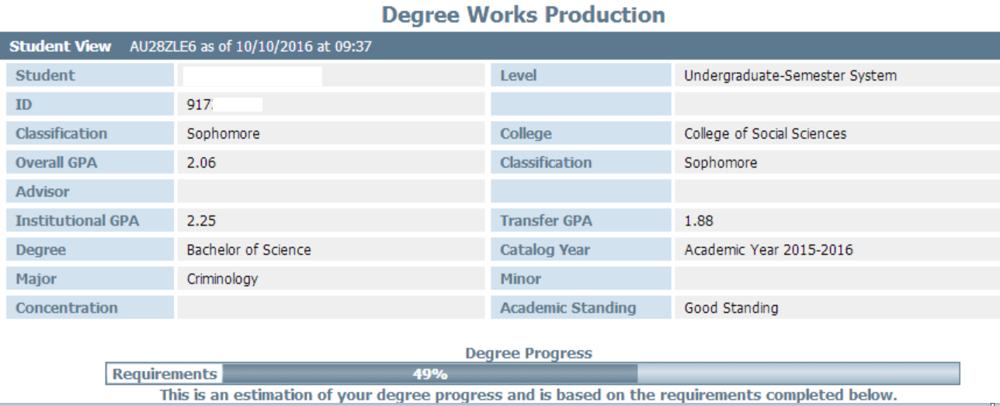 Degree Works Production
Student View AU28ZLE6 as of 10/10/2016 at 09:37
Student Level Undergraduate-Semester System
ID 917
Classification Sophomore College College of Social Sciences
Overall GPA 2.06 Classification Sophomore
Advisor
Institutional GPA 2.25 Transfer GPA 1.88
Degree Bachelor of Science Catalog Year Academic Year 2015-2016
Major Criminology Minor
Concentration Academic Standing Good Standing
Degree Progress
Requirements 49%
This is an estimation of your degree progress and is based on the requirements completed below.